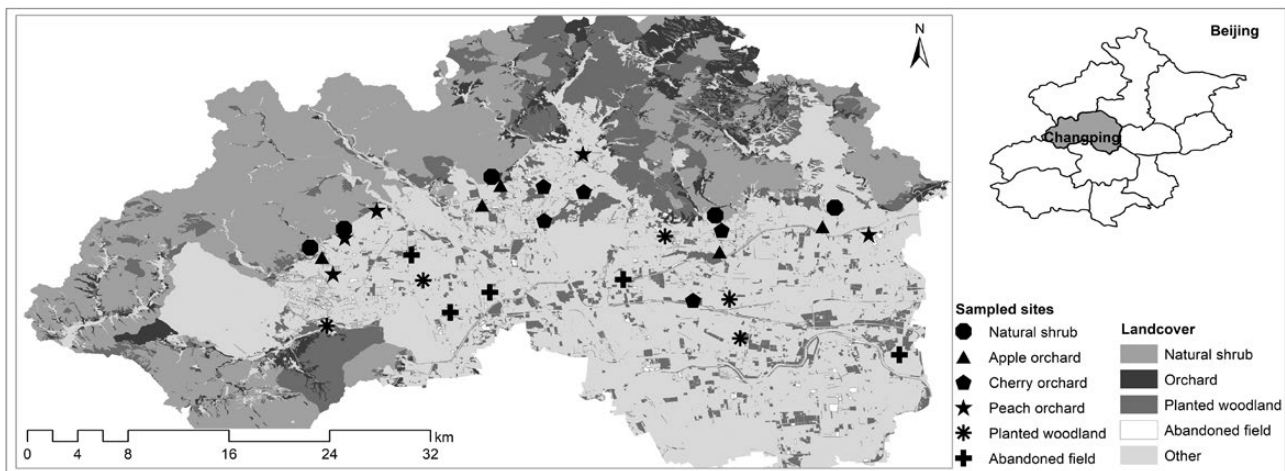 N
Beijing
Changping
Sampled sites
Natural shrub
Apple orchard
Cherry orchard
Peach orchard
Planted woodland
Abandoned field
Landcover
Natural shrub
Orchard
Planted woodland
Abandoned field
Other
0 4 8 16 24 32 km